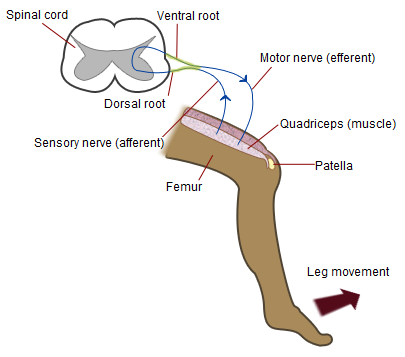 Spinal cord
Ventral root
Motor nerve (efferent)
Dorsal root
Quadriceps (muscle)
Sensory nerve (afferent)
Patella
Femur
Leg movement